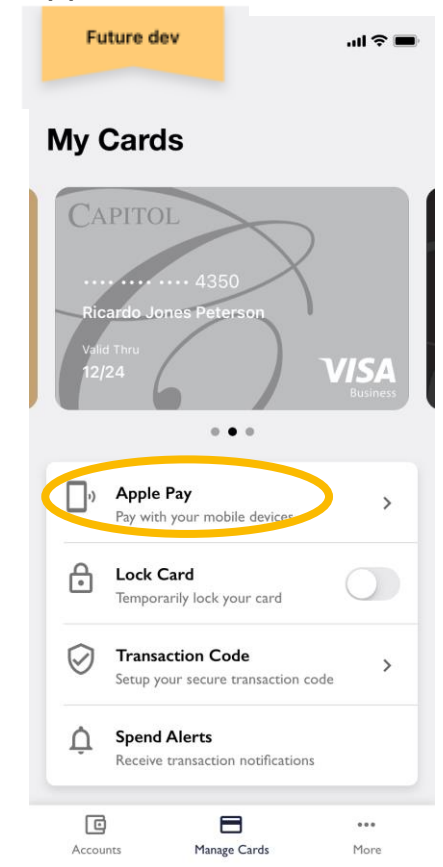 Future dev
My Cards
CAPITOL
.... .... .... 4350
Ricardo Jones Peterson
Valid Thru
12/24
VISA
Business
Apple Pay
Pay with your mobile devices
Lock Card
Temporarily lock your card
Transaction Code
Setup your secure transaction code
Spend Alerts
Receive transaction notifications
Accounts
Manage Cards
More